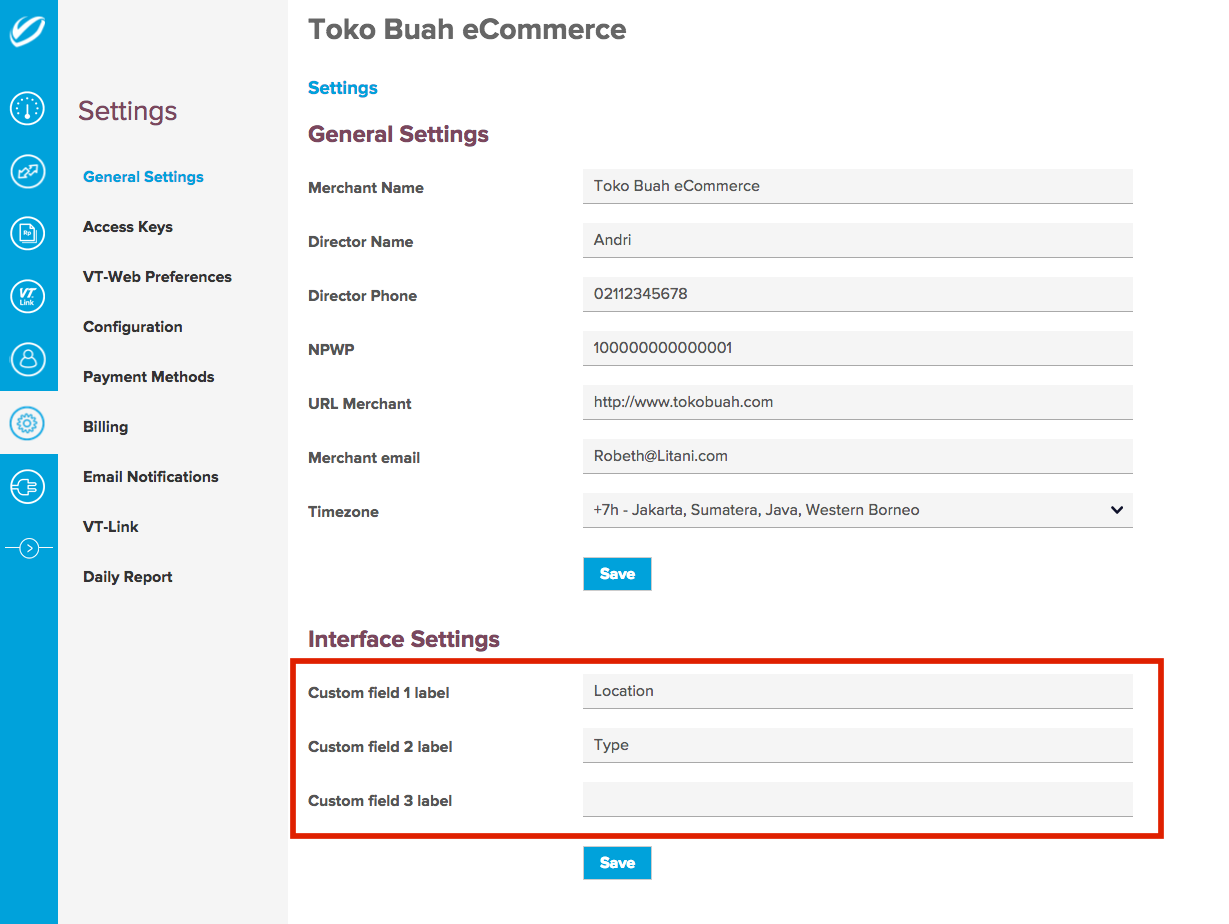 Toko Buah eCommerce
Settings
Settings
General Settings
Access Keys
VT-Web Preferences
Configuration
Payment Methods
Billing
Email Notifications
VT-Link
Daily Report
Rp
VT
Link
General Settings
Merchant Name
Toko Buah eCommerce
Director Name
Andri
Director Phone
02112345678
NPWP
100000000000001
URL Merchant
http://www.tokobuah.com
Merchant email
Robeth@Litani.com
Timezone
+7h - Jakarta, Sumatera, Java, Western Borneo
Save
Interface Settings
Custom field 1 label
Location
Custom field 2 label
Type
Custom field 3 label
Save